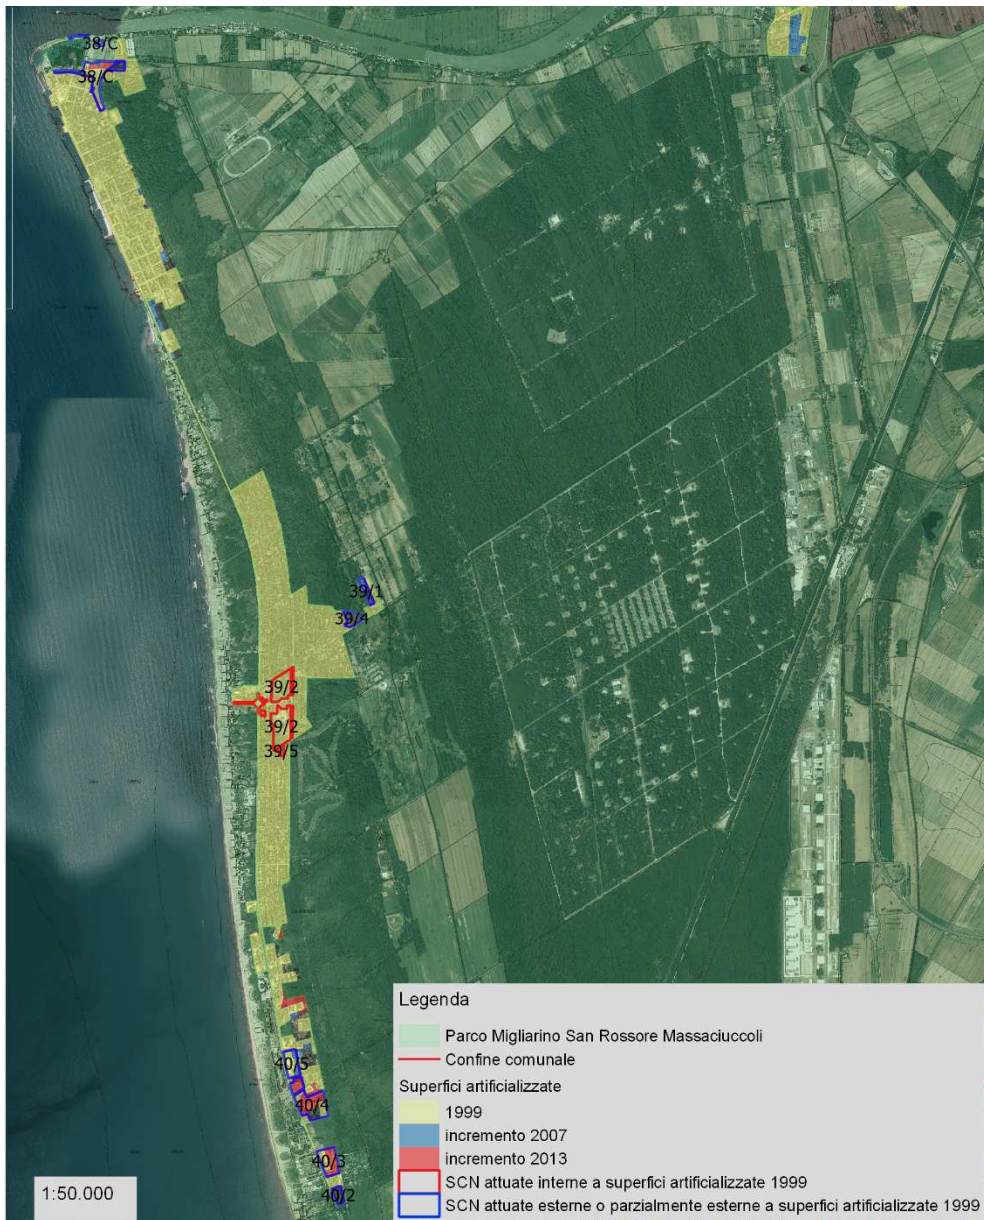 38/C
38/C
39/1
39/4
39/2
39/2
39/5
40/5
40/4
40/3
40/2
Legenda
Parco Migliarino San Rossore Massaciuccoli
Confine comunale
Superfici artificializzate
1999
incremento 2007
incremento 2013
SCN attuate interne a superfici artificializzate 1999
SCN attuate esterne o parzialmente esterne a superfici artificializzate 1999
1:50.000